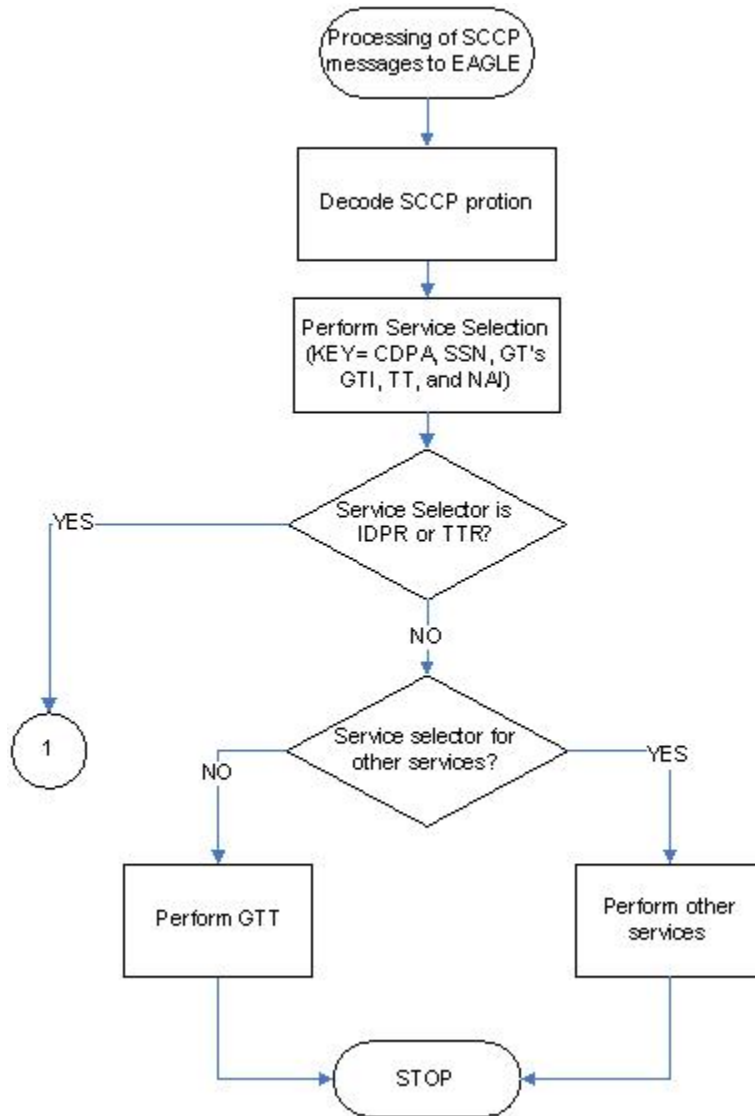 Processing of SCCP
messages to EAGLE
Decode SCCP protion
Perform Service Selection
(KEY= CDPA, SSN, GT's
GTI, TT, and NAI)
Service Selector is
IDPR or TTR?
YES
NO
1
Service selector for
other services?
NO
YES
Perform GTT
Perform other
services
STOP